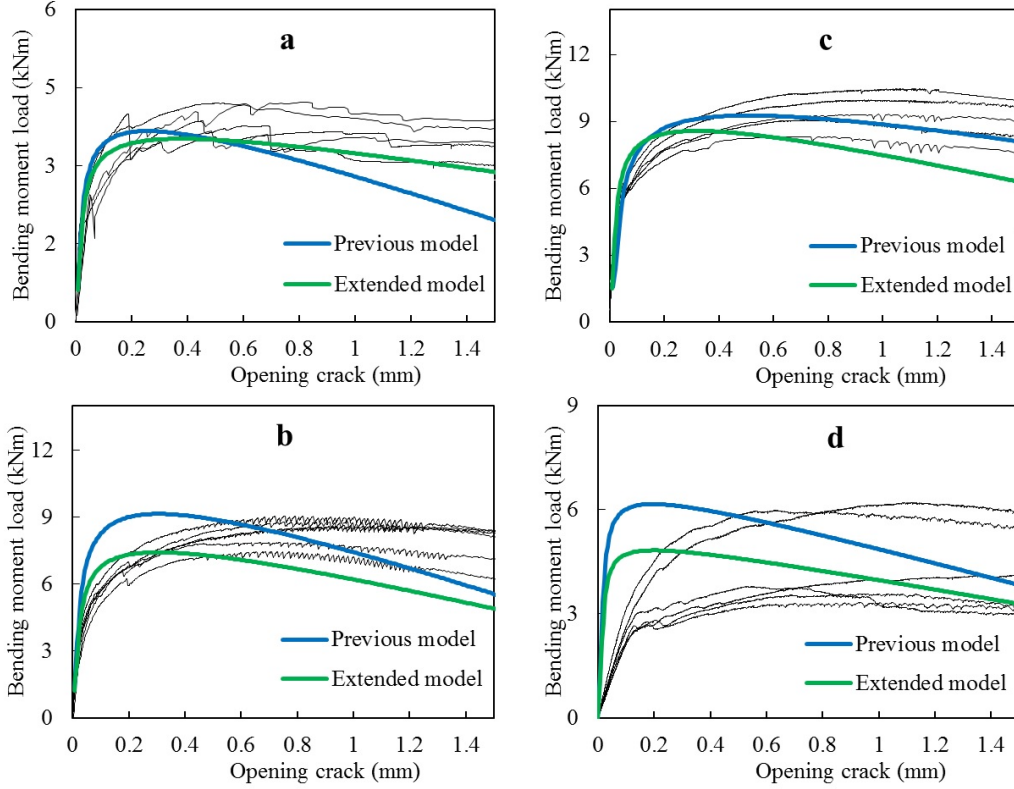 a
Bending moment load (kNm)
6
5
3
2
0
Previous model
Extended model
0 0.2 0.4 0.6 0.8 1 1.2 1.4
Opening crack (mm)
c
Bending moment load (kNm)
12
9
6
3
0
Previous model
Extended model
0 0.2 0.4 0.6 0.8 1 1.2 1.4
Opening crack (mm)
b
Bending moment load (kNm)
12
9
6
3
0
Previous model
Extended model
0 0.2 0.4 0.6 0.8 1 1.2 1.4
Opening crack (mm)
d
Bending moment load (kNm)
9
6
3
0
Previous model
Extended model
0 0.2 0.4 0.6 0.8 1 1.2 1.4
Opening crack (mm)